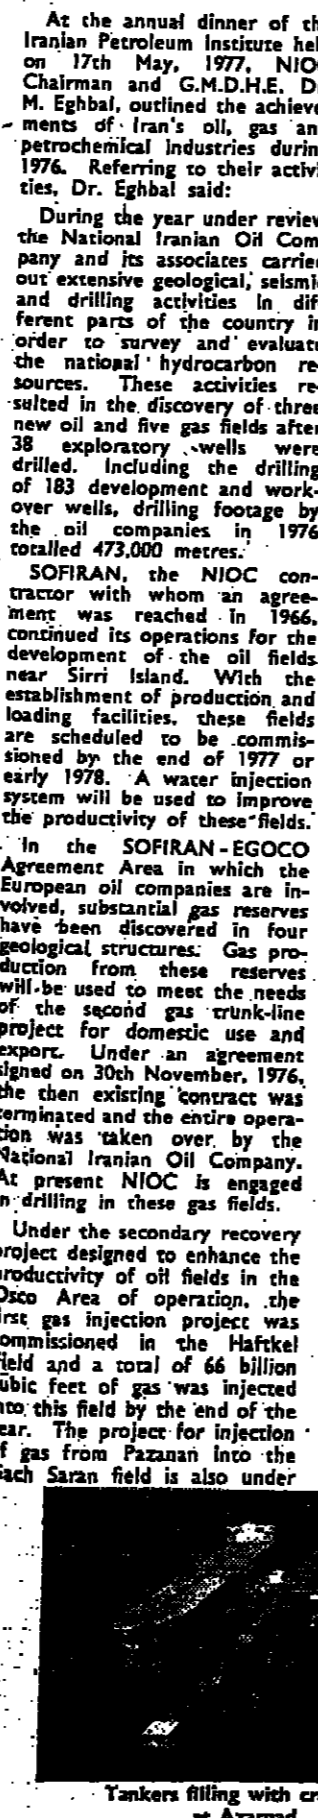 At the annual dinner of th
Iranian Petroleum Institute hel
on 17th May, 1977, NIO
Chairman and G.M.D.H.E. D
M. Eghbal, outlined the achieve
ments of Iran's oil, gas an
petrochemical industries durin
1976. Referring to their activi
ties, Dr. Eghbal said:
During the year under review
the National Iranian Oil Com
pany and its associates carrie
out extensive geological, seismi
and drilling activities in dif
ferent parts of the country i
order to survey and evaluat
the national hydrocarbon re
sources. These activities re
sulted in the discovery of three
new oil and five gas fields after
38 exploratory wells were
drilled. Including the drilling
of 183 development and work-
over wells, drilling footage by
the oil companies in 1976
totalled 473,000 metres.
SOFIRAN, the NIOC con-
tractor with whom an agree-
ment was reached in 1966,
continued its operations for the
development of the oil fields
near Sirri Island. With the
establishment of production and
loading facilities, these fields
are scheduled to be commis-
sioned by the end of 1977 or
early 1978. A water injection
system will be used to improve
the productivity of these fields.
In the SOFIRAN-EGOCO
Agreement Area in which the
European oil companies are in-
volved, substantial gas reserves
have been discovered in four
geological structures. Gas pro-
duction from these reserves
will be used to meet the needs
of the second gas trunk-line
project for domestic use and
export. Under an agreement
signed on 30th November, 1976,
the then existing contract was
terminated and the entire opera-
tion was taken over by the
National Iranian Oil Company.
At present NIOC is engaged
n drilling in these gas fields.
Under the secondary recovery
project designed to enhance the
productivity of oil fields in the
Osco Area of operation, the
irst gas injection project was
ommissioned in the Haftkel
ield and a total of 66 billion
ubic feet of gas was injected
nto this field by the end of the
ear. The project for injection
f gas from Pazanan into the
ach Saran field is also under
Tankers filling with cr